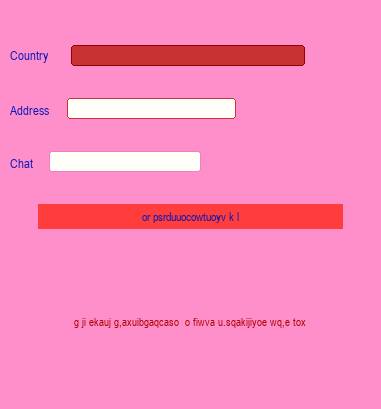 Country
Address
Chat
or psrduuocowtuoyv k l
g ji ekauj g,axuibgaqcaso o fiwva u.sqakijiyoe wq,e tox